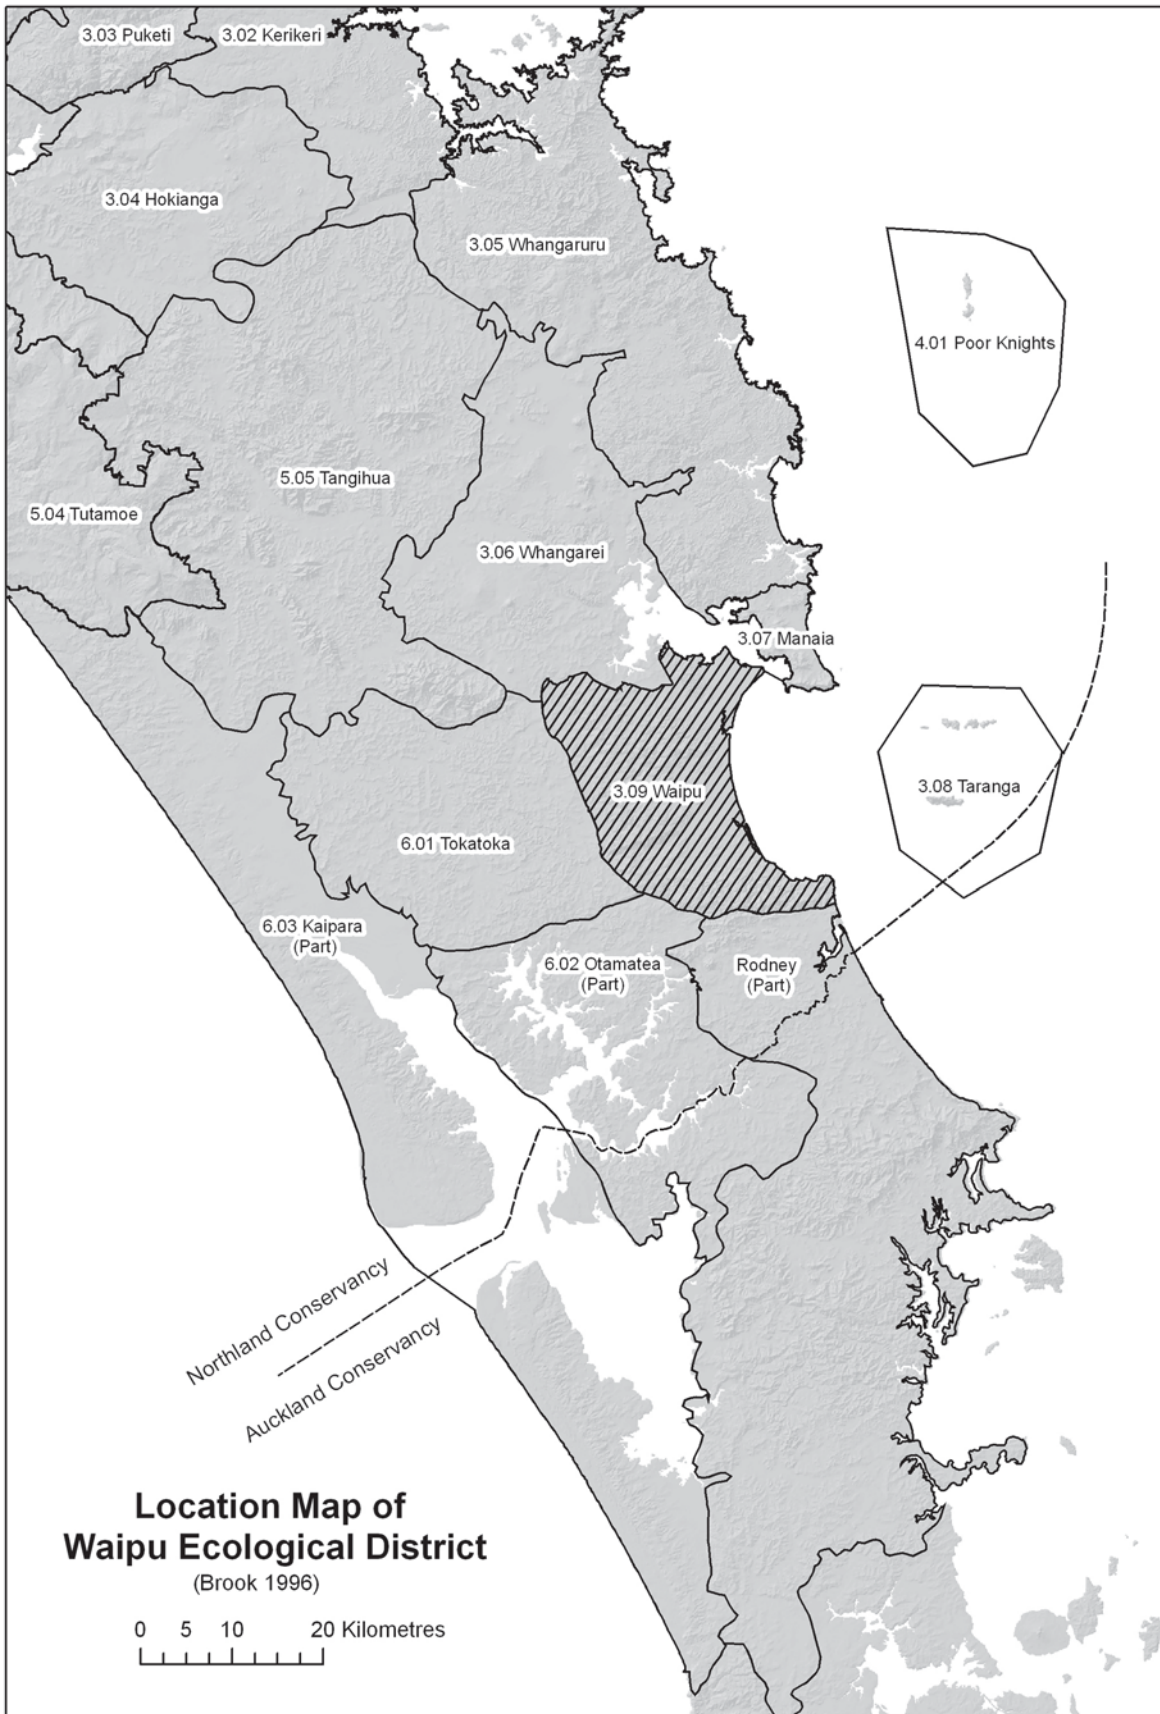 3.03 Puketi
3.02 Kerikeri
3.04 Hokianga
3.05 Whangaruru
4.01 Poor Knights
5.05 Tangihua
5.04 Tutamoe
3.06 Whangarei
3.07 Manaia
3.09 Waipu
3.08 Taranga
6.01 Tokatoka
6.03 Kaipara
(Part)
6.02 Otamatea
(Part)
Rodney
(Part)
Northland Conservancy
Auckland Conservancy
Location Map of
Waipu Ecological District
(Brook 1996)
0 5 10 20 Kilometres